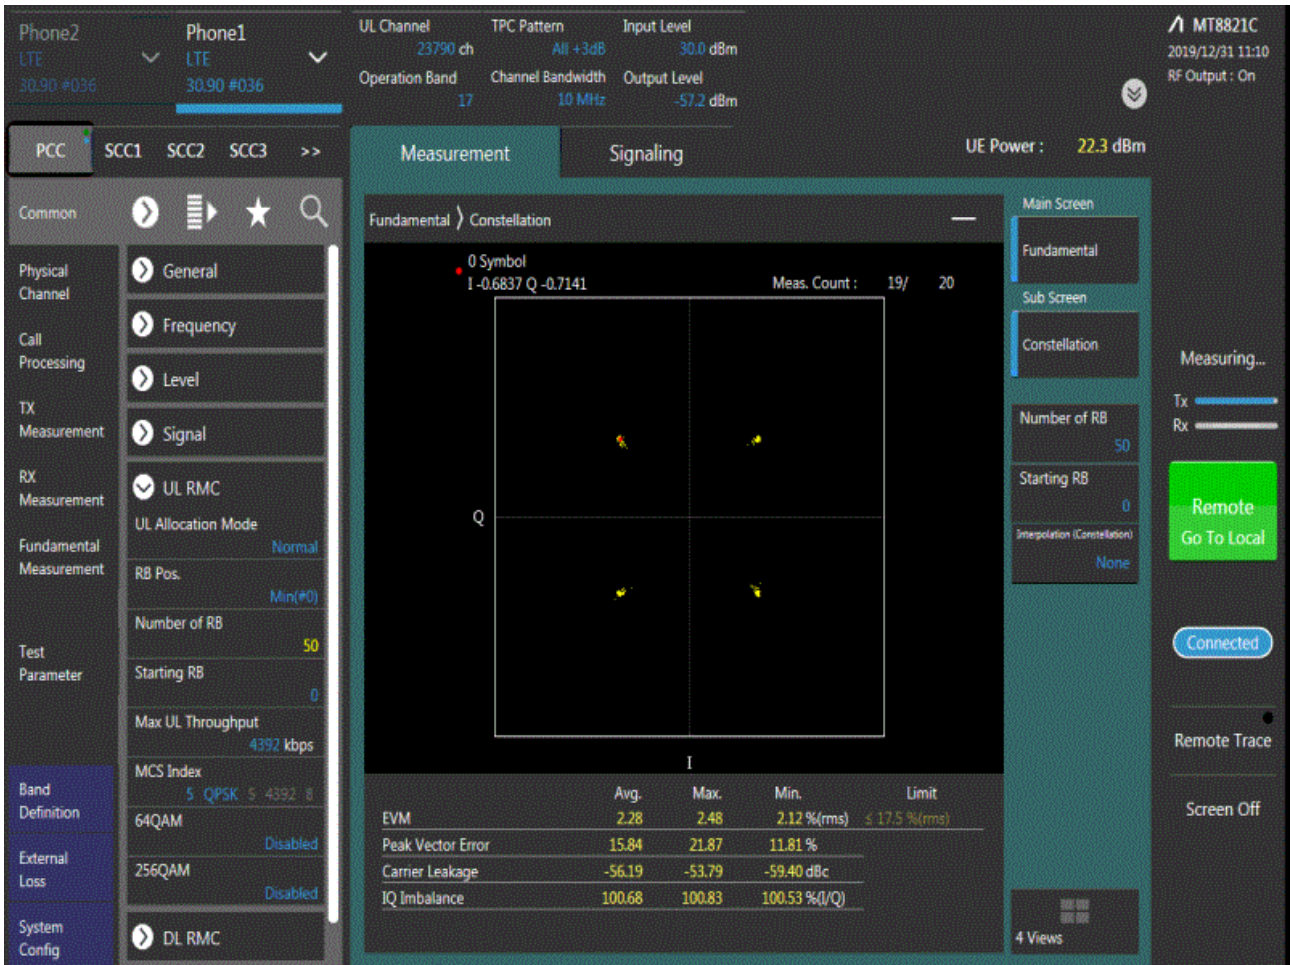 Phone2
LTE
30.90 #036
Phone1
LTE
30.90 #036
UL Channel
23790 ch
Operation Band
17
TPC Pattern
All +3dB
Channel Bandwidth
10 MHz
Input Level
30.0 dBm
Output Level
-57.2 dBm
MT8821C
2019/12/31 11:10
RF Output : On
PCC SCC1 SCC2 SCC3 >>
Measurement
Signaling
UE Power : 22.3 dBm
Common
Physical
Channel
Call
Processing
TX
Measurement
RX
Measurement
Fundamental
Measurement
Test
Parameter
Band
Definition
External
Loss
System
Config
General
Frequency
Level
Signal
UL RMC
UL Allocation Mode
Normal
RB Pos.
Min(#0)
Number of RB
50
Starting RB
0
Max UL Throughput
4392 kbps
MCS Index
5 QPSK 5 4392 8
64QAM
Disabled
256QAM
Disabled
DL RMC
Fundamental 〉 Constellation
0 Symbol
I -0.6837 Q -0.7141
Meas. Count : 19/ 20
Q
I
Avg. Max. Min. Limit
EVM 2.28 2.48 2.12 %(rms) ≤ 17.5 %(rms)
Peak Vector Error 15.84 21.87 11.81 %
Carrier Leakage -56.19 -53.79 -59.40 dBc
IQ Imbalance 100.68 100.83 100.53 %(I/Q)
Main Screen
Fundamental
Sub Screen
Constellation
Number of RB
50
Starting RB
0
Interpolation (Constellation)
None
4 Views
Measuring...
Tx
Rx
Remote
Go To Local
Connected
Remote Trace
Screen Off